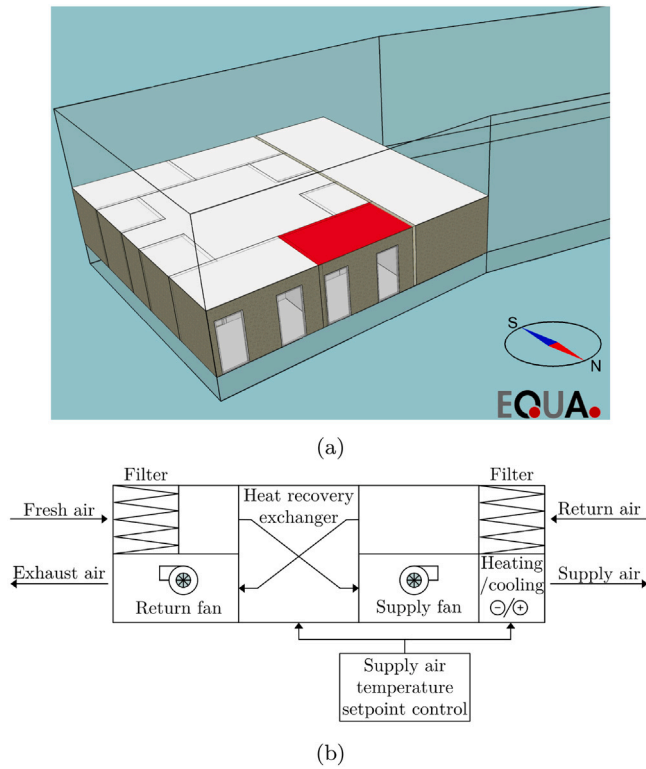 S
N
EQUA.
(a)
Filter
Filter
Fresh air
Heat recovery
exchanger
Return air
Exhaust air
Return fan
Supply fan
Heating
/cooling
−/+
Supply air
Supply air
temperature
setpoint control
(b)